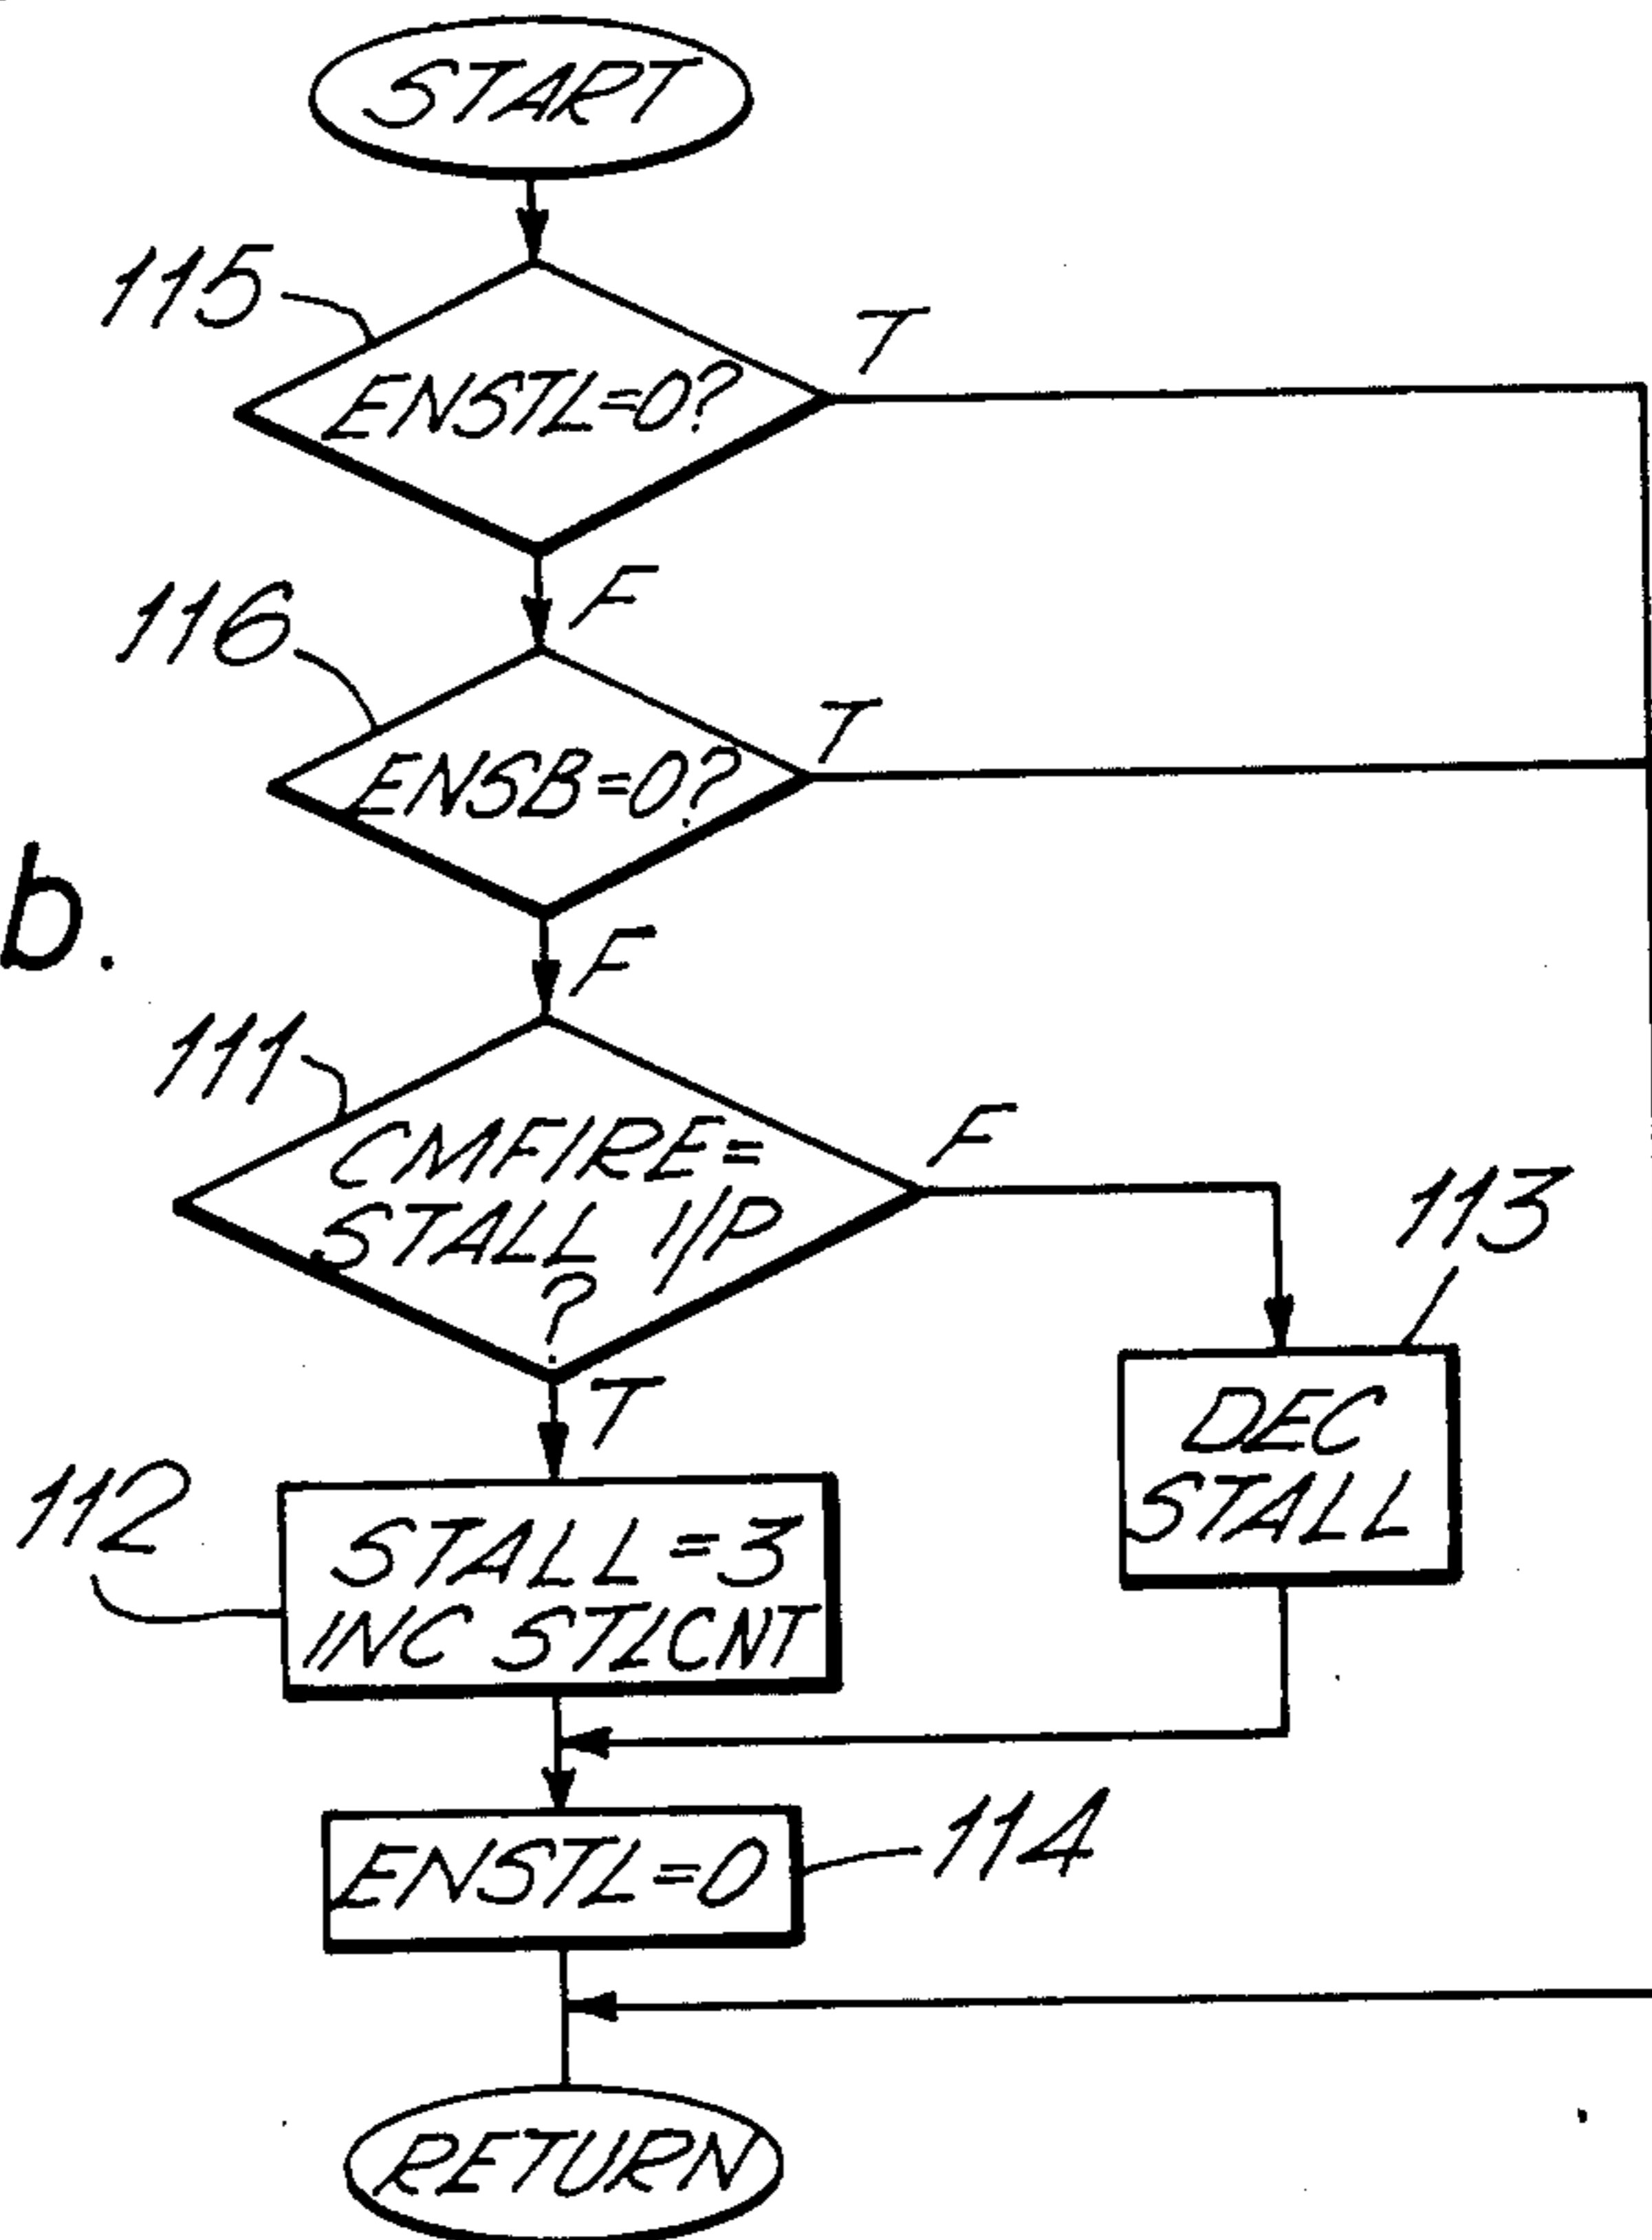 START
115
T
ENSTL=0?
F
116
T
ENSB=0?
b.
F
111
F
CMFIRE=
STALL I/P
?
113
T
DEC
STALL
112
STALL=3
INC STLCNT
ENSTL=0
114
RETURN